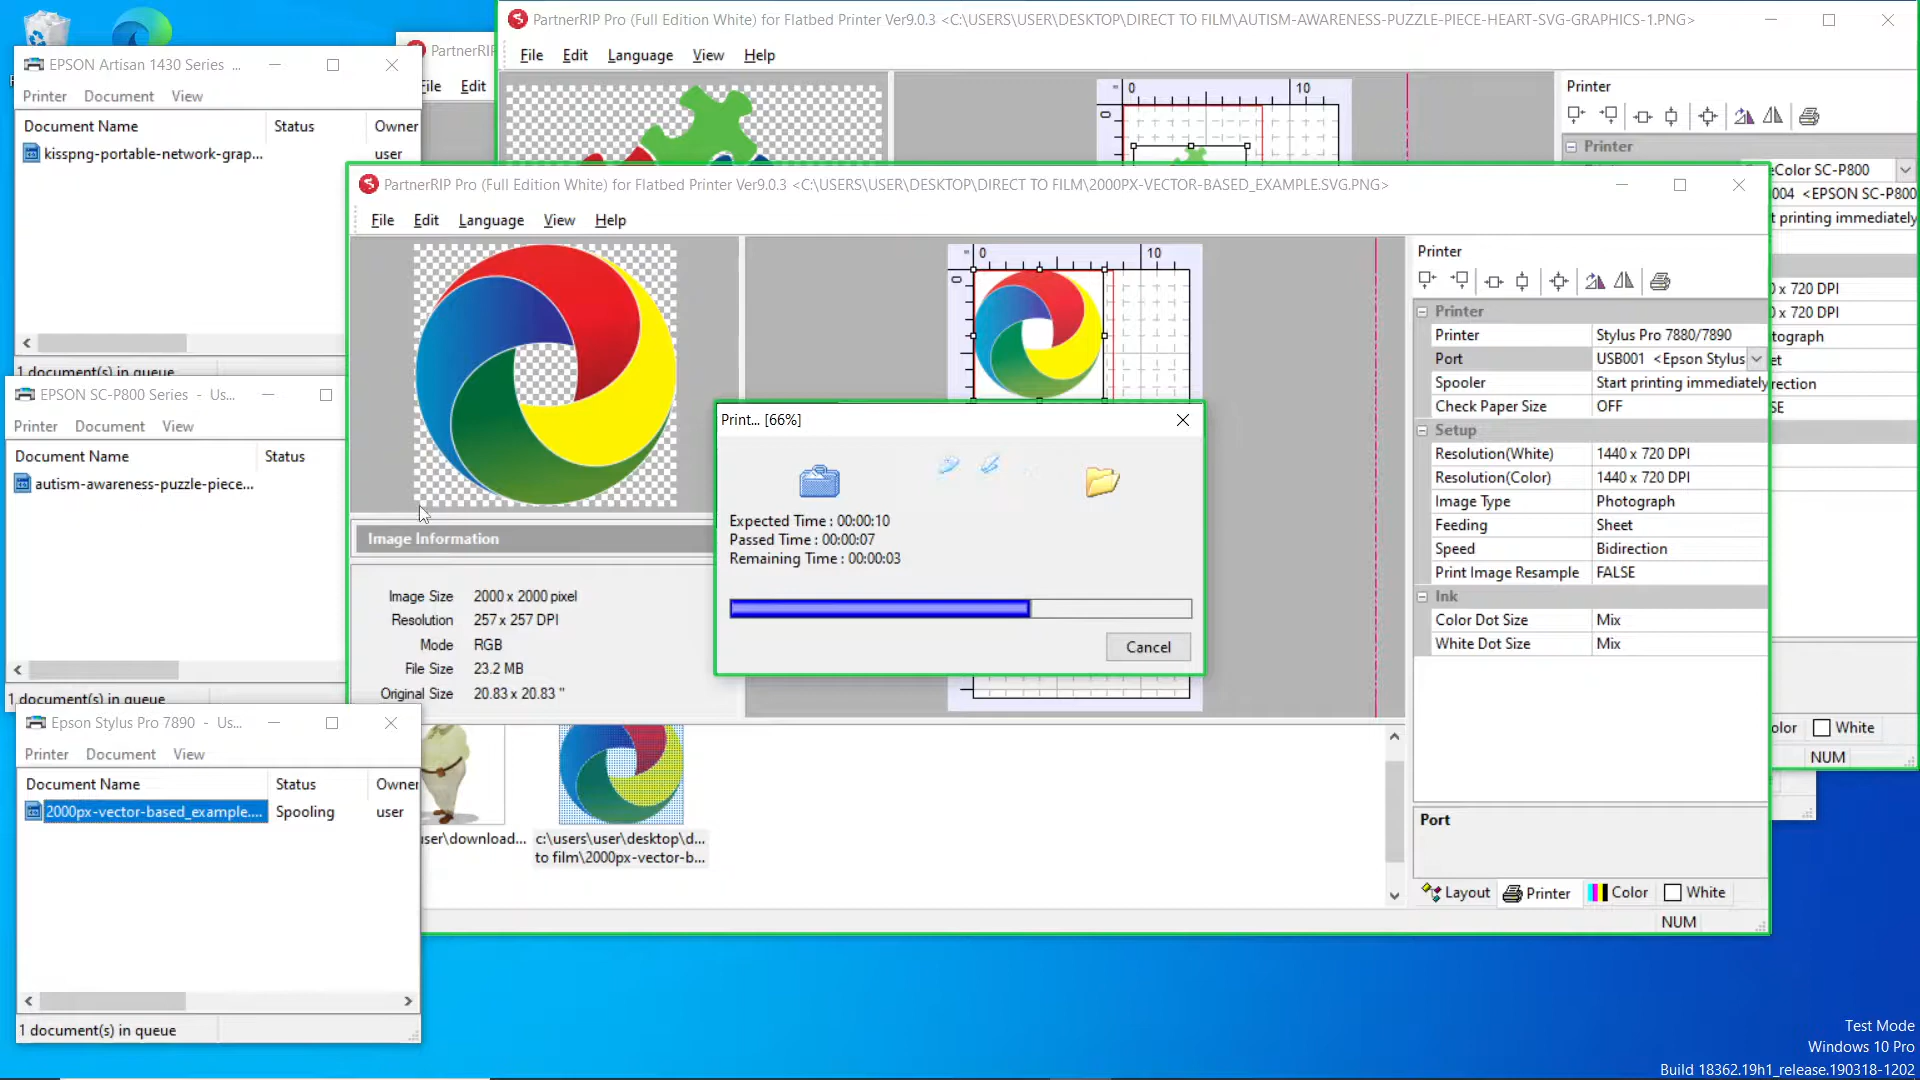 EPSON Artisan 1430 Series ...
Printer Document View
Document Name Status Owner
kisspng-portable-network-grap... user
1 document(s) in queue
PartnerRIP
File Edit
PartnerRIP Pro (Full Edition White) for Flatbed Printer Ver9.0.3 <C:\USERS\USER\DESKTOP\DIRECT TO FILM\AUTISM-AWARENESS-PUZZLE-PIECE-HEART-SVG-GRAPHICS-1.PNG>
File Edit Language View Help
0 10
0
Printer
Printer
eColor SC-P800
004 <EPSON SC-P800
t printing immediately
0 x 720 DPI
0 x 720 DPI
tograph
et
rection
SE
olor White
NUM
EPSON SC-P800 Series - Us...
Printer Document View
Document Name Status
autism-awareness-puzzle-piece...
1 document(s) in queue
PartnerRIP Pro (Full Edition White) for Flatbed Printer Ver9.0.3 <C:\USERS\USER\DESKTOP\DIRECT TO FILM\2000PX-VECTOR-BASED_EXAMPLE.SVG.PNG>
File Edit Language View Help
0 10
0
Image Information
Image Size 2000 x 2000 pixel
Resolution 257 x 257 DPI
Mode RGB
File Size 23.2 MB
Original Size 20.83 x 20.83 "
Print... [66%]
Expected Time : 00:00:10
Passed Time : 00:00:07
Remaining Time : 00:00:03
Cancel
Printer
Printer
Printer Stylus Pro 7880/7890
Port USB001 <Epson Stylus
Spooler Start printing immediately
Check Paper Size OFF
Setup
Resolution(White) 1440 x 720 DPI
Resolution(Color) 1440 x 720 DPI
Image Type Photograph
Feeding Sheet
Speed Bidirection
Print Image Resample FALSE
Ink
Color Dot Size Mix
White Dot Size Mix
Port
Layout Printer Color White
NUM
user\download... c:\users\user\desktop\d...
to film\2000px-vector-b...
Epson Stylus Pro 7890 - Us...
Printer Document View
Document Name Status Owner
2000px-vector-based_example.... Spooling user
1 document(s) in queue
Test Mode
Windows 10 Pro
Build 18362.19h1_release.190318-1202